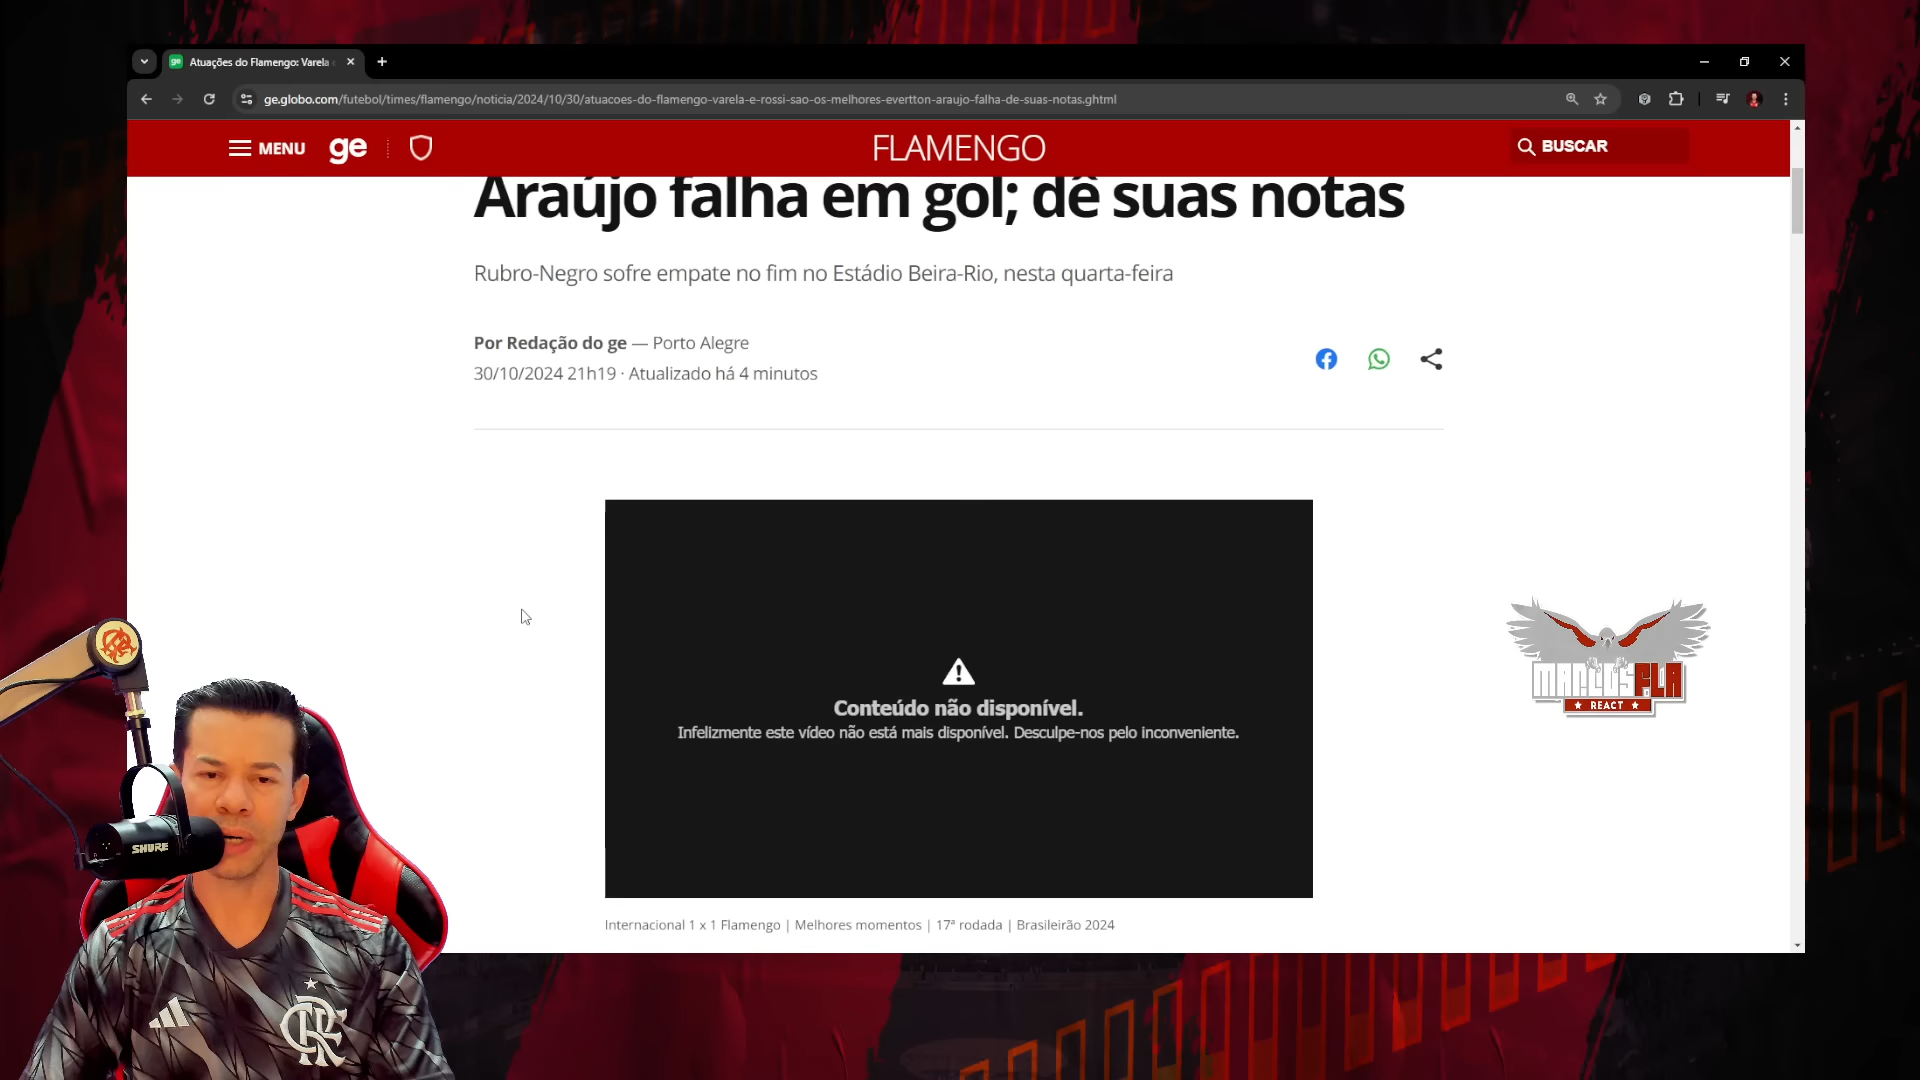 ge Atuações do Flamengo: Varela
ge.globo.com/futebol/times/flamengo/noticia/2024/10/30/atuacoes-do-flamengo-varela-e-rossi-sao-os-melhores-evertton-araujo-falha-de-suas-notas.ghtml
MENU ge FLAMENGO BUSCAR
Araújo falha em gol; dê suas notas
Rubro-Negro sofre empate no fim no Estádio Beira-Rio, nesta quarta-feira
Por Redação do ge — Porto Alegre
30/10/2024 21h19 · Atualizado há 4 minutos
Conteúdo não disponível.
Infelizmente este vídeo não está mais disponível. Desculpe-nos pelo inconveniente.
Internacional 1 x 1 Flamengo | Melhores momentos | 17ª rodada | Brasileirão 2024
MARCOSFLA
★ REACT ★
SHURE
CRF